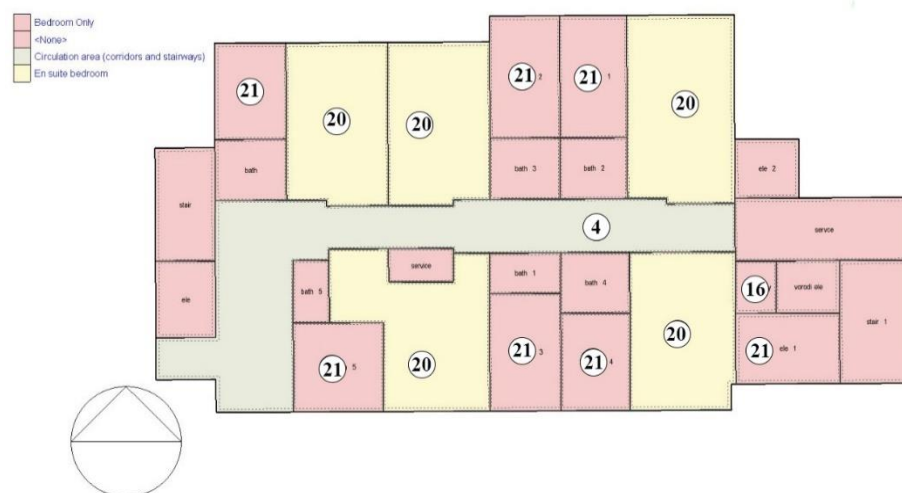 Bedroom Only
<None>
Circulation area (corridors and stairways)
En suite bedroom
21
20
20
21 2
21 1
20
bath
bath 3
bath 2
ele 2
stair
4
service
ele
bath 5
service
bath 1
bath 4
20
16
vorodi ele
stair 1
21 5
20
21 3
21 4
21 ele 1